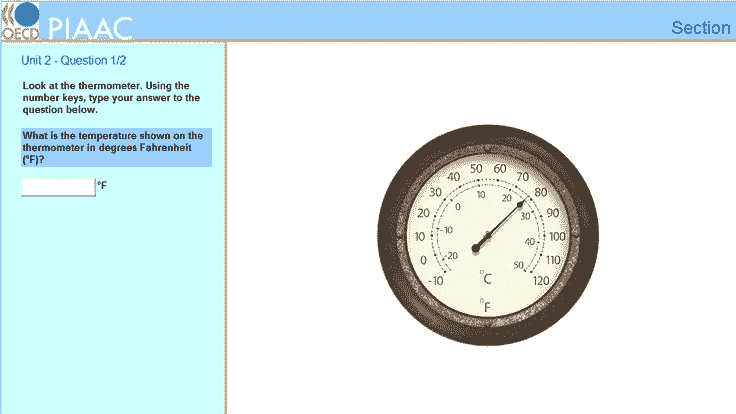 OECD PIAAC
Section
Unit 2 - Question 1/2
Look at the thermometer. Using the
number keys, type your answer to the
question below.
What is the temperature shown on the
thermometer in degrees Fahrenheit
(°F)?
°F
-10
0
10
20
30
40
50
60
70
80
90
100
110
120
-20
-10
0
10
20
30
40
50
°C
°F